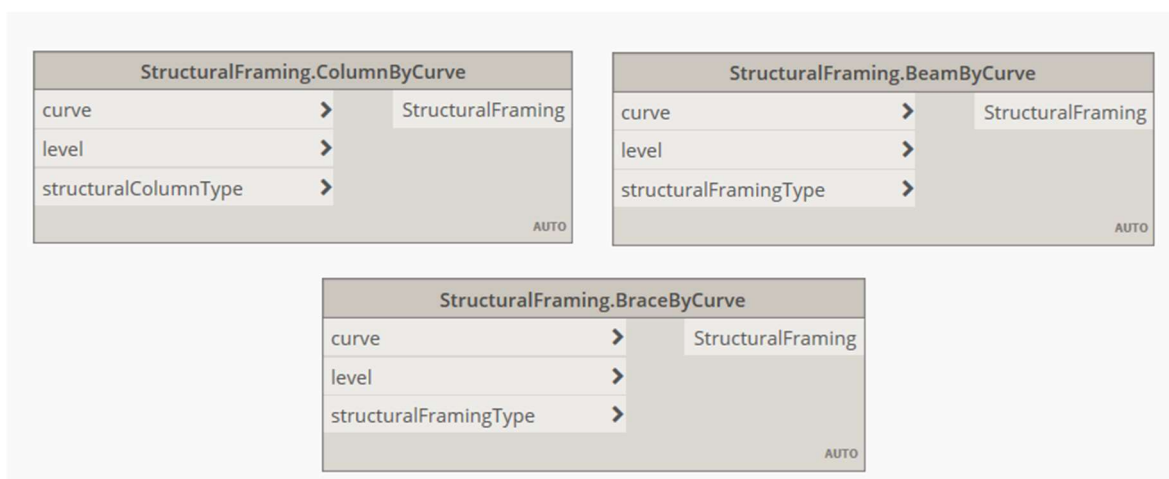 StructuralFraming.ColumnByCurve
curve
StructuralFraming
level
structuralColumnType
AUTO
StructuralFraming.BeamByCurve
curve
StructuralFraming
level
structuralFramingType
AUTO
StructuralFraming.BraceByCurve
curve
StructuralFraming
level
structuralFramingType
AUTO